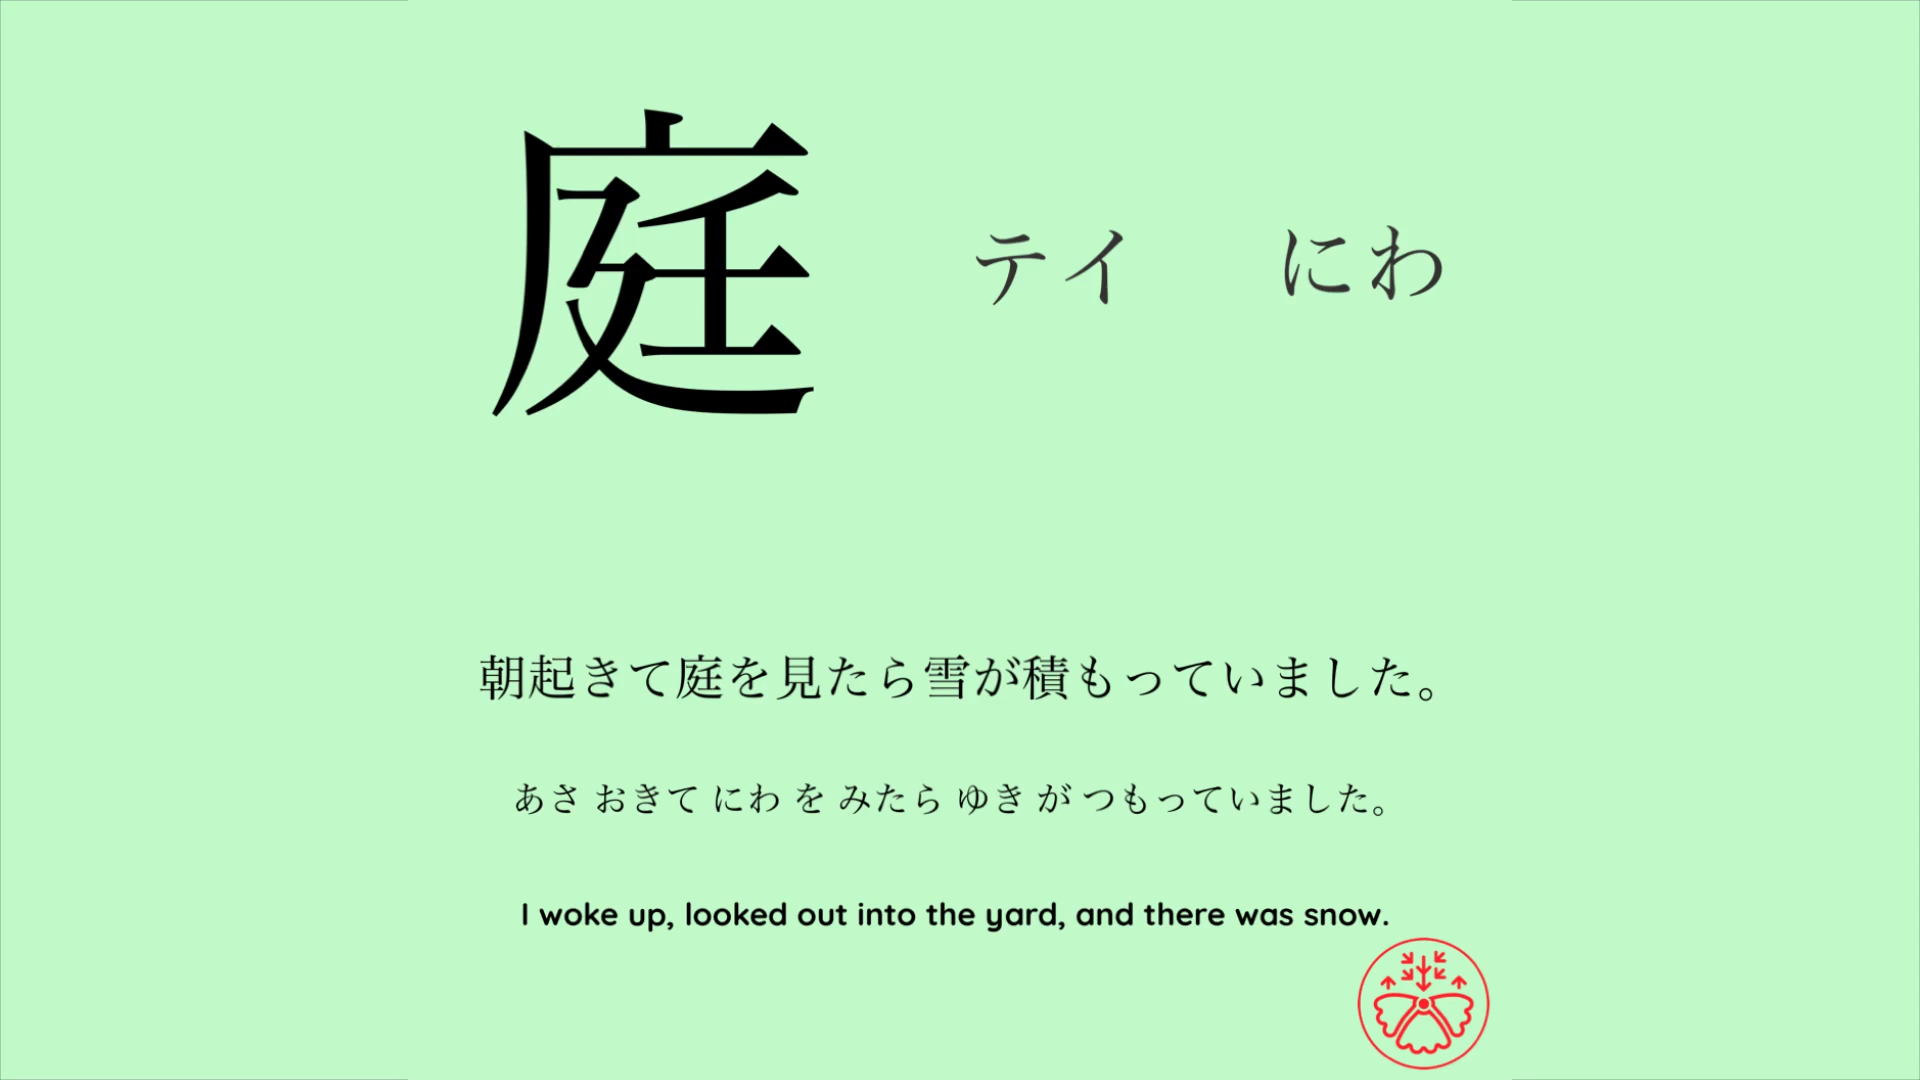 庭 テイ にわ
朝起きて庭を見たら雪が積もっていました。
あさ おきて にわ を みたら ゆき が つもっていました。
I woke up, looked out into the yard, and there was snow.